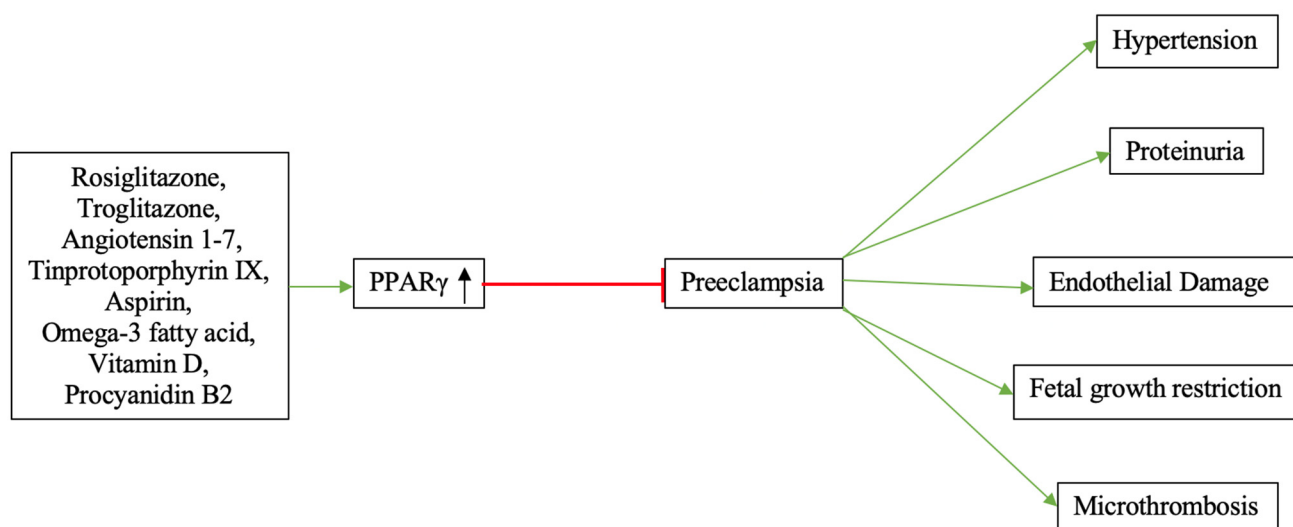 Rosiglitazone,
Troglitazone,
Angiotensin 1-7,
Tinprotoporphyrin IX,
Aspirin,
Omega-3 fatty acid,
Vitamin D,
Procyanidin B2
PPARγ
Preeclampsia
Hypertension
Proteinuria
Endothelial Damage
Fetal growth restriction
Microthrombosis